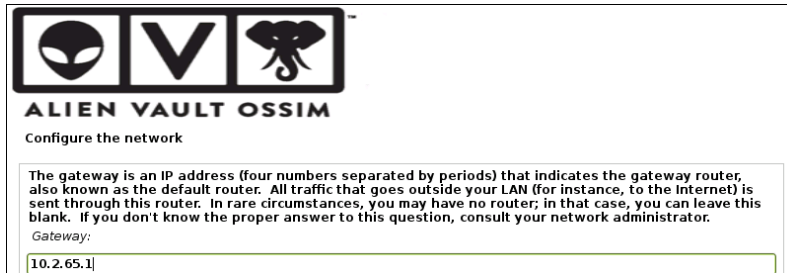 TM
ALIEN VAULT OSSIM
Configure the network
The gateway is an IP address (four numbers separated by periods) that indicates the gateway router,
also known as the default router.  All traffic that goes outside your LAN (for instance, to the Internet) is
sent through this router.  In rare circumstances, you may have no router; in that case, you can leave this
blank.  If you don't know the proper answer to this question, consult your network administrator.
Gateway:
10.2.65.1